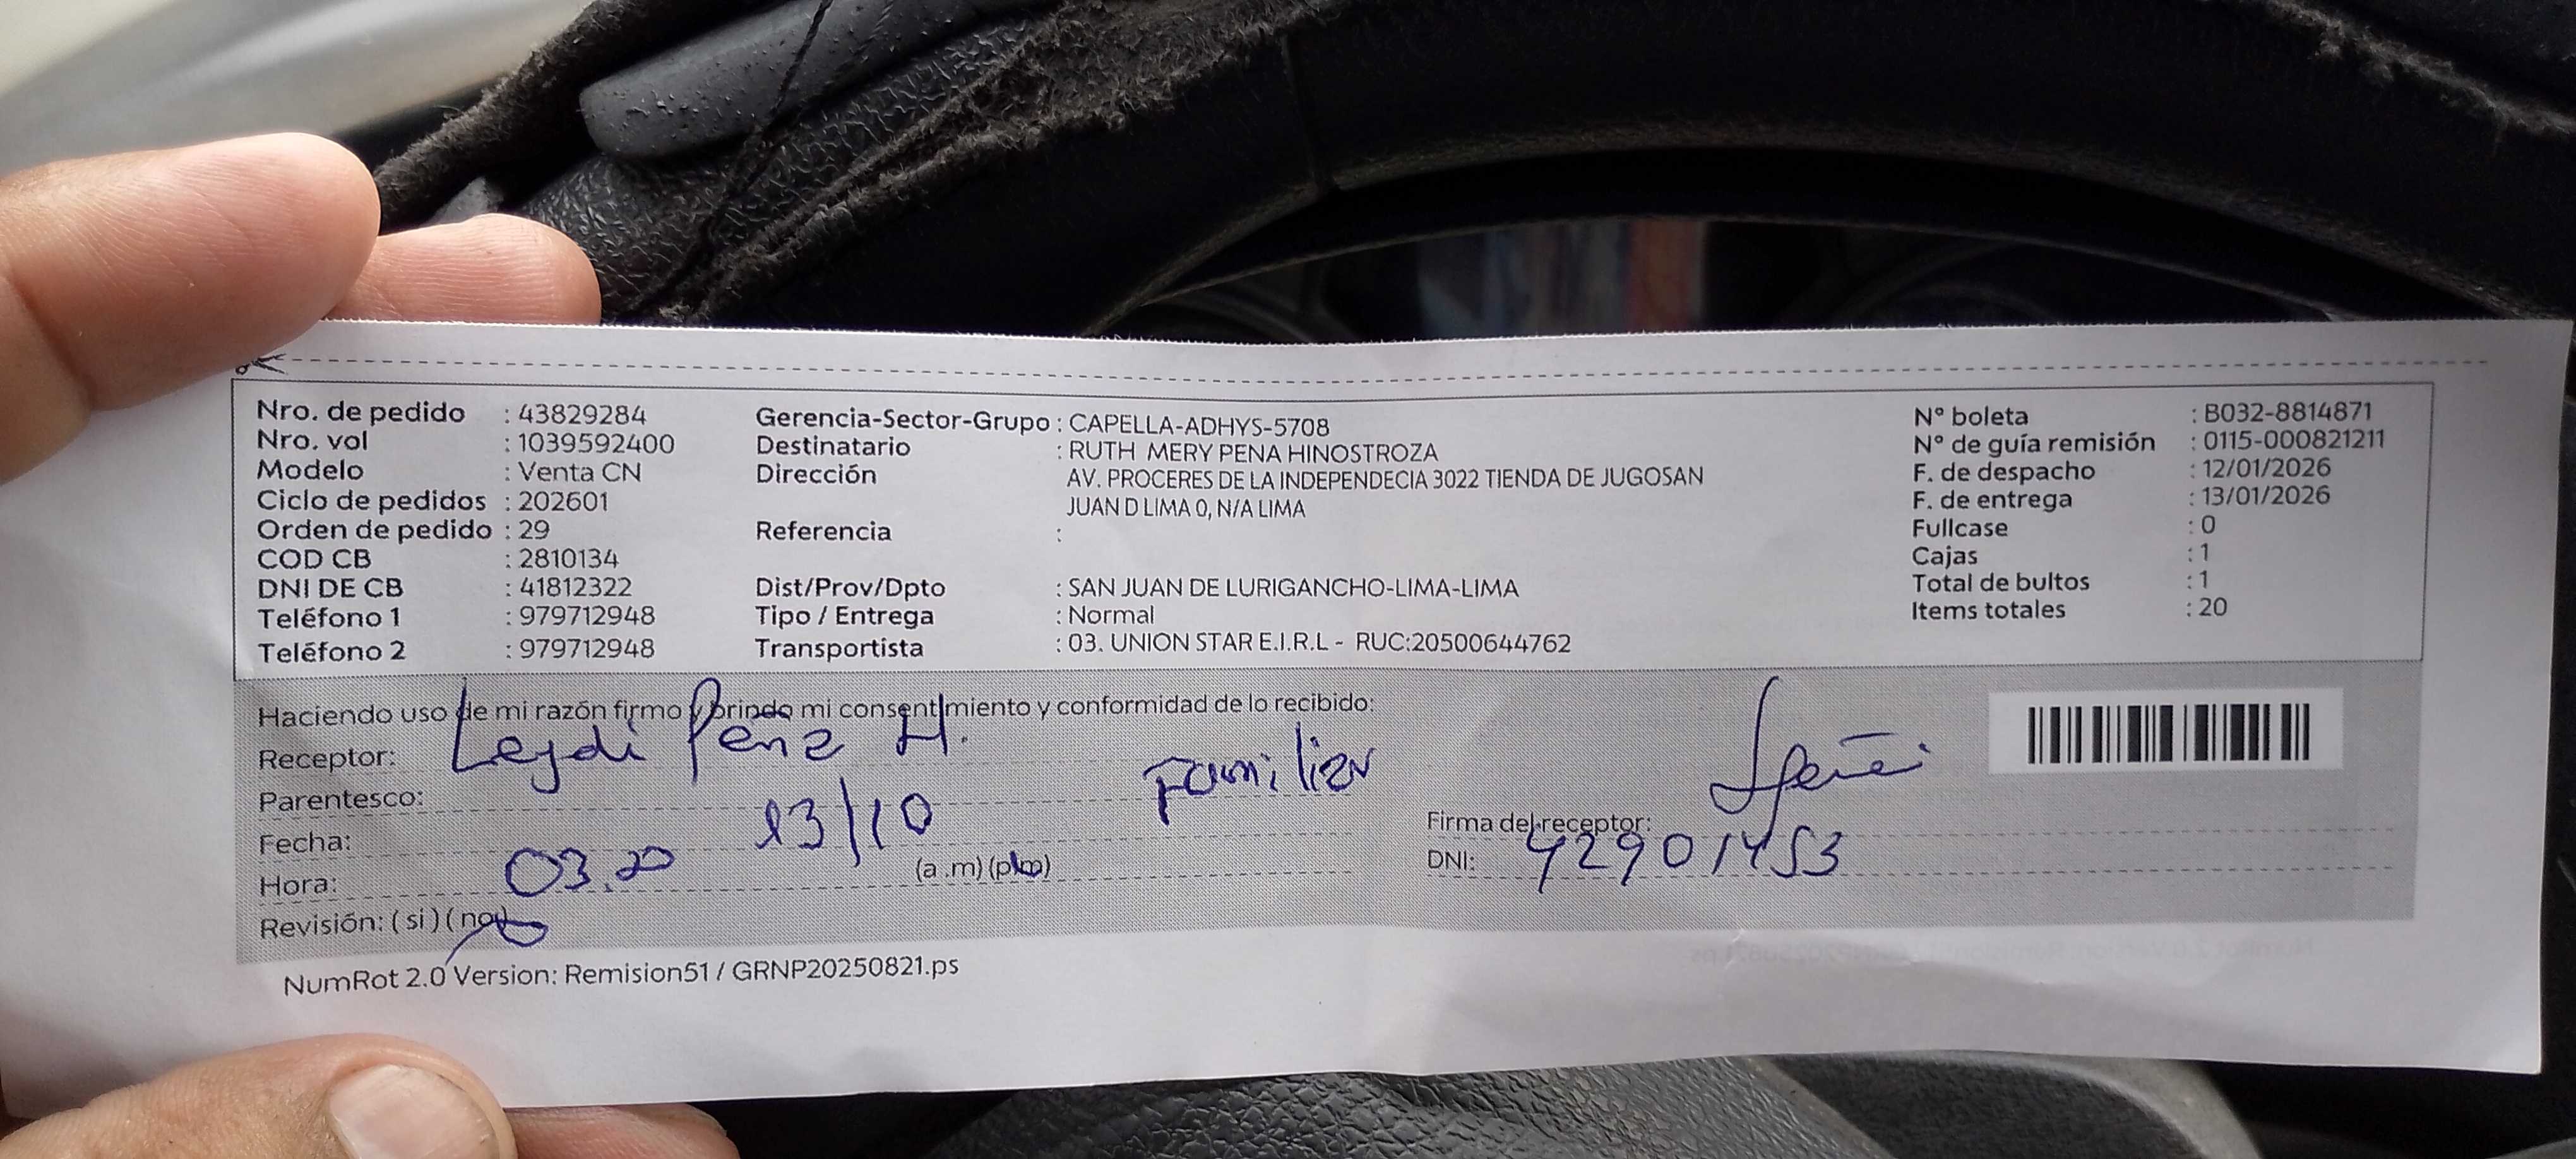 Nro. de pedido : 43829284 Gerencia-Sector-Grupo : CAPELLA-ADHYS-5708 N° boleta : B032-8814871
Nro. vol : 1039592400 Destinatario : RUTH MERY PENA HINOSTROZA N° de guía remisión : 0115-000821211
Modelo : Venta CN Dirección AV. PROCERES DE LA INDEPENDECIA 3022 TIENDA DE JUGOSAN F. de despacho : 12/01/2026
Ciclo de pedidos : 202601 JUAN D LIMA 0, N/A LIMA F. de entrega : 13/01/2026
Orden de pedido : 29 Referencia : Fullcase : 0
COD CB : 2810134 Cajas : 1
DNI DE CB : 41812322 Dist/Prov/Dpto : SAN JUAN DE LURIGANCHO-LIMA-LIMA Total de bultos : 1
Teléfono 1 : 979712948 Tipo / Entrega : Normal Items totales : 20
Teléfono 2 : 979712948 Transportista : 03. UNION STAR E.I.R.L - RUC:20500644762
Haciendo uso de mi razón firmo y brindo mi consentimiento y conformidad de lo recibido:
Receptor: Leydi Peña H.
Parentesco: Familiar
Fecha: 13/10 Firma del receptor:
Hora: 03.20 (a .m) (p.m) DNI: 42901453
Revisión: ( si ) ( no )
NumRot 2.0 Version: Remision51 / GRNP20250821.ps